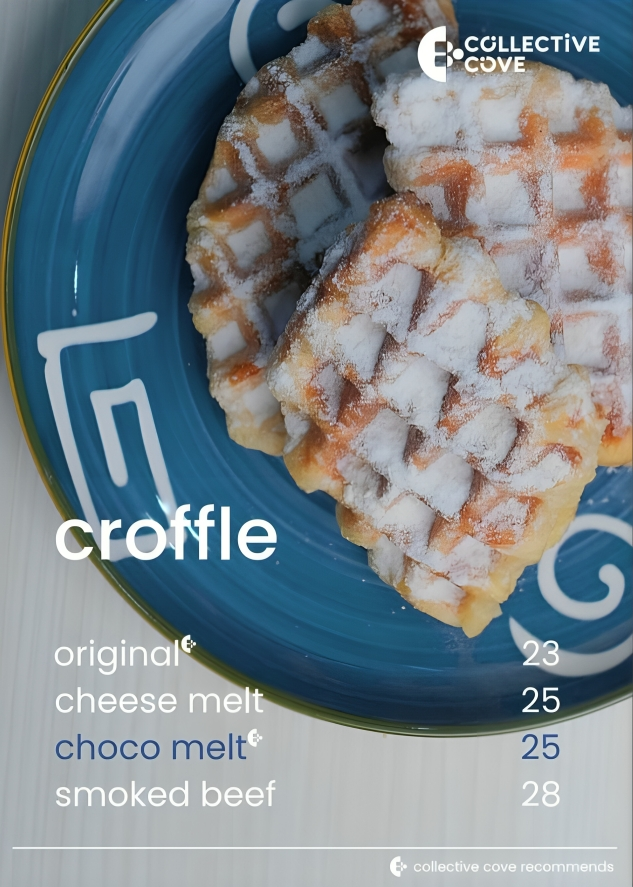 COLLECTiVE
COVE
croffle
original 23
cheese melt 25
choco melt 25
smoked beef 28
collective cove recommends